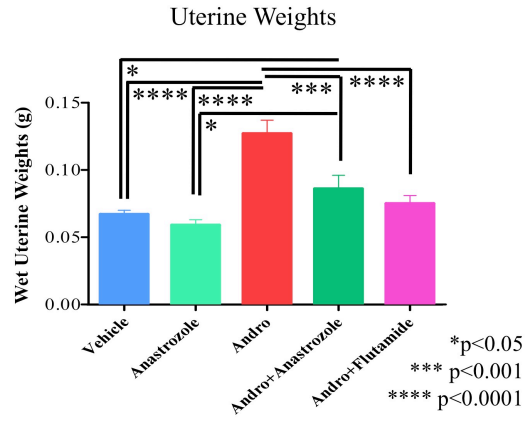 Uterine Weights
*
****
****
***
****
*
Wet Uterine Weights (g)
0.15
0.10
0.05
0.00
Vehicle
Anastrozole
Andro
Andro+Anastrozole
Andro+Flutamide
*p<0.05
*** p<0.001
**** p<0.0001